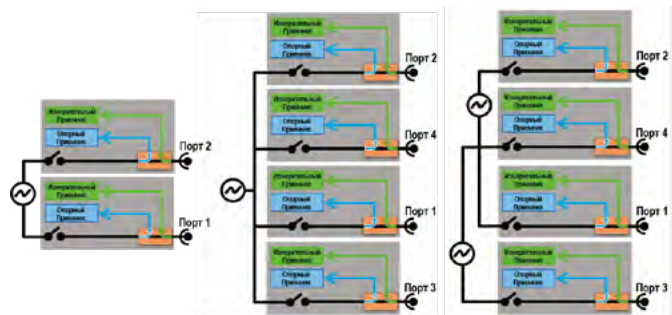 Измерительный
Приемник
Опорный
Приемник
Порт 2
Измерительный
Приемник
Опорный
Приемник
Порт 1
Измерительный
Приемник
Опорный
Приемник
Порт 2
Измерительный
Приемник
Опорный
Приемник
Порт 4
Измерительный
Приемник
Опорный
Приемник
Порт 1
Измерительный
Приемник
Опорный
Приемник
Порт 3
Измерительный
Приемник
Опорный
Приемник
Порт 2
Измерительный
Приемник
Опорный
Приемник
Порт 4
Измерительный
Приемник
Опорный
Приемник
Порт 1
Измерительный
Приемник
Опорный
Приемник
Порт 3